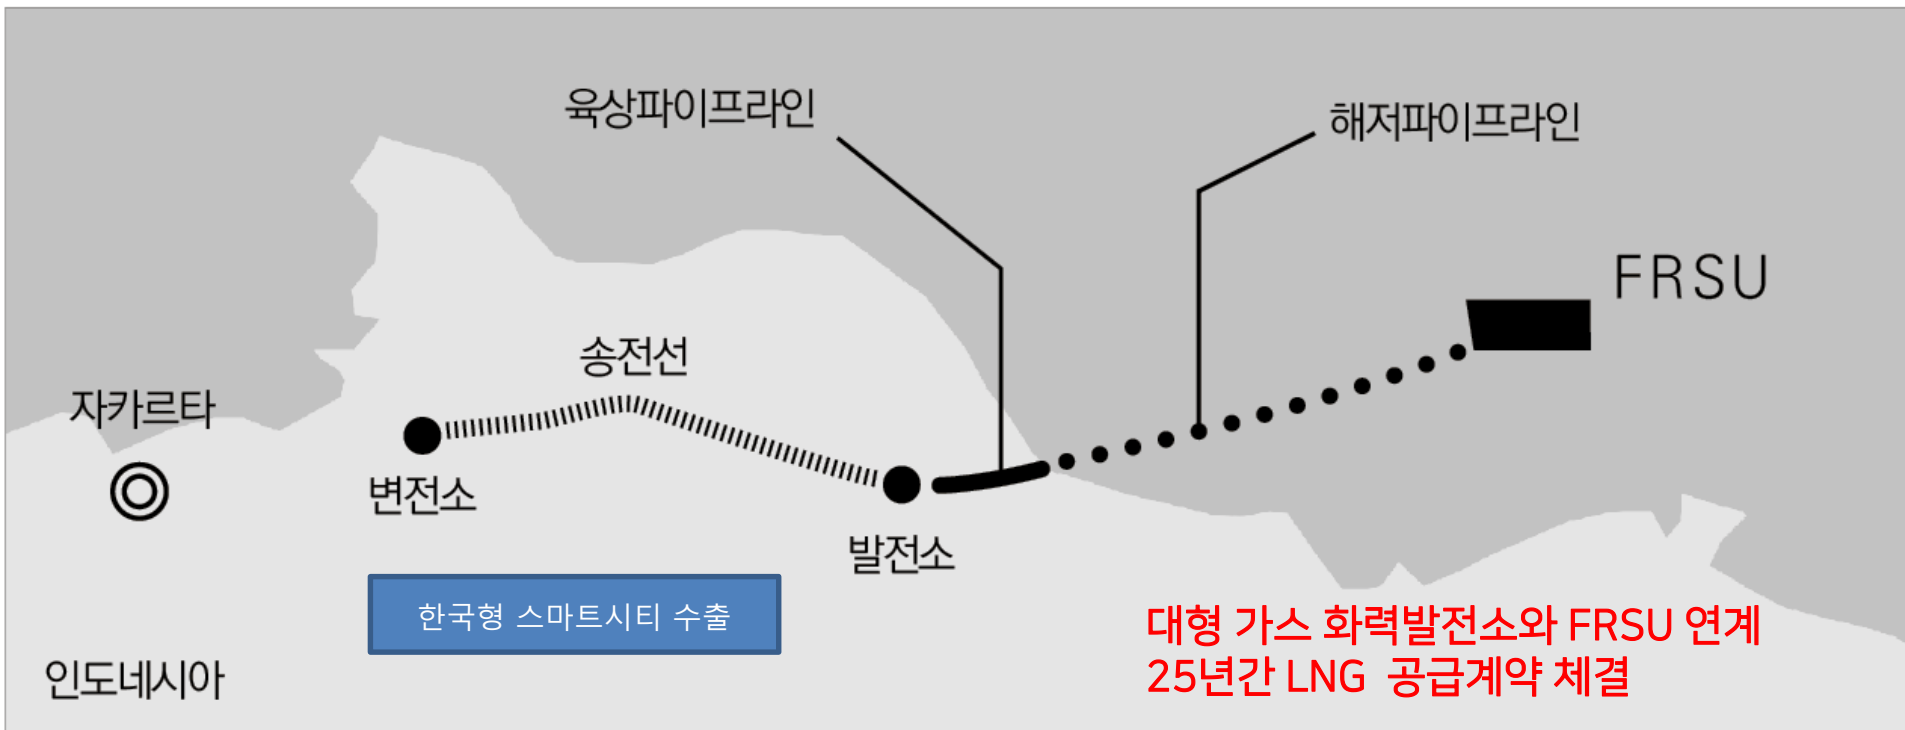 육상파이프라인
해저파이프라인
FRSU
송전선
자카르타
변전소
발전소
한국형 스마트시티 수출
대형 가스 화력발전소와 FRSU 연계
25년간 LNG 공급계약 체결
인도네시아